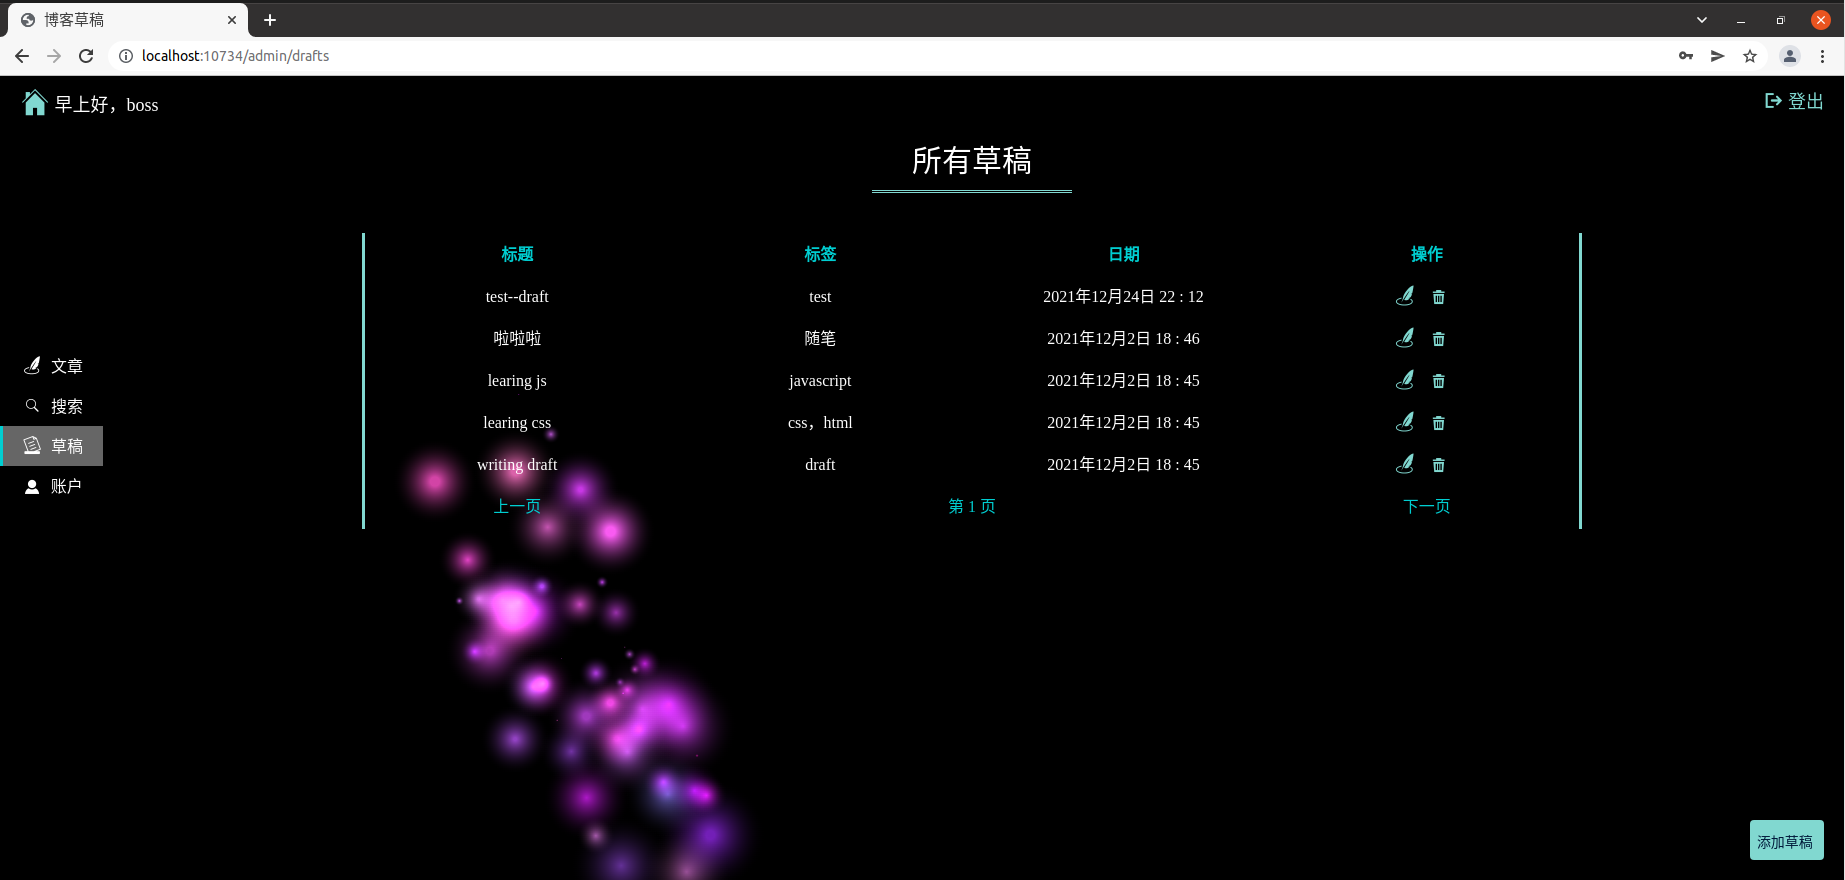 博客草稿
localhost:10734/admin/drafts
早上好，boss
登出
所有草稿
标题 标签 日期 操作
test--draft test 2021年12月24日 22 : 12
啦啦啦 随笔 2021年12月2日 18 : 46
learing js javascript 2021年12月2日 18 : 45
learing css css，html 2021年12月2日 18 : 45
writing draft draft 2021年12月2日 18 : 45
上一页 第 1 页 下一页
文章
搜索
草稿
账户
添加草稿